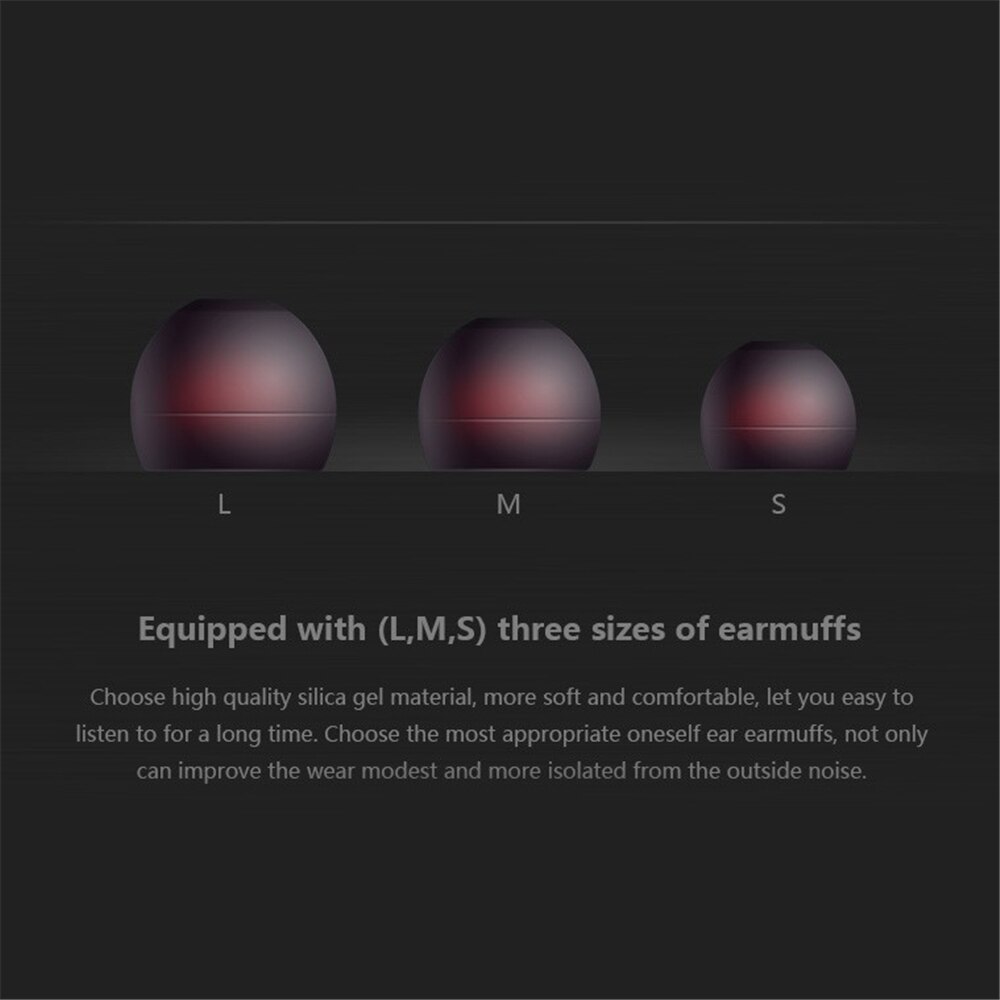 L M S
Equipped with (L,M,S) three sizes of earmuffs
Choose high quality silica gel material, more soft and comfortable, let you easy to
listen to for a long time. Choose the most appropriate oneself ear earmuffs, not only
can improve the wear modest and more isolated from the outside noise.